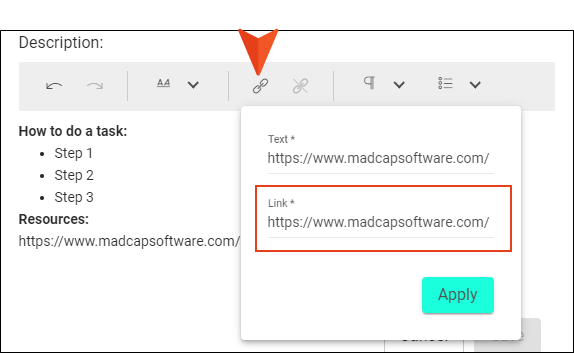 Description:
AA
How to do a task:
• Step 1
• Step 2
• Step 3
Resources:
https://www.madcapsoftware.com/
Text *
https://www.madcapsoftware.com/
Link *
https://www.madcapsoftware.com/
Apply